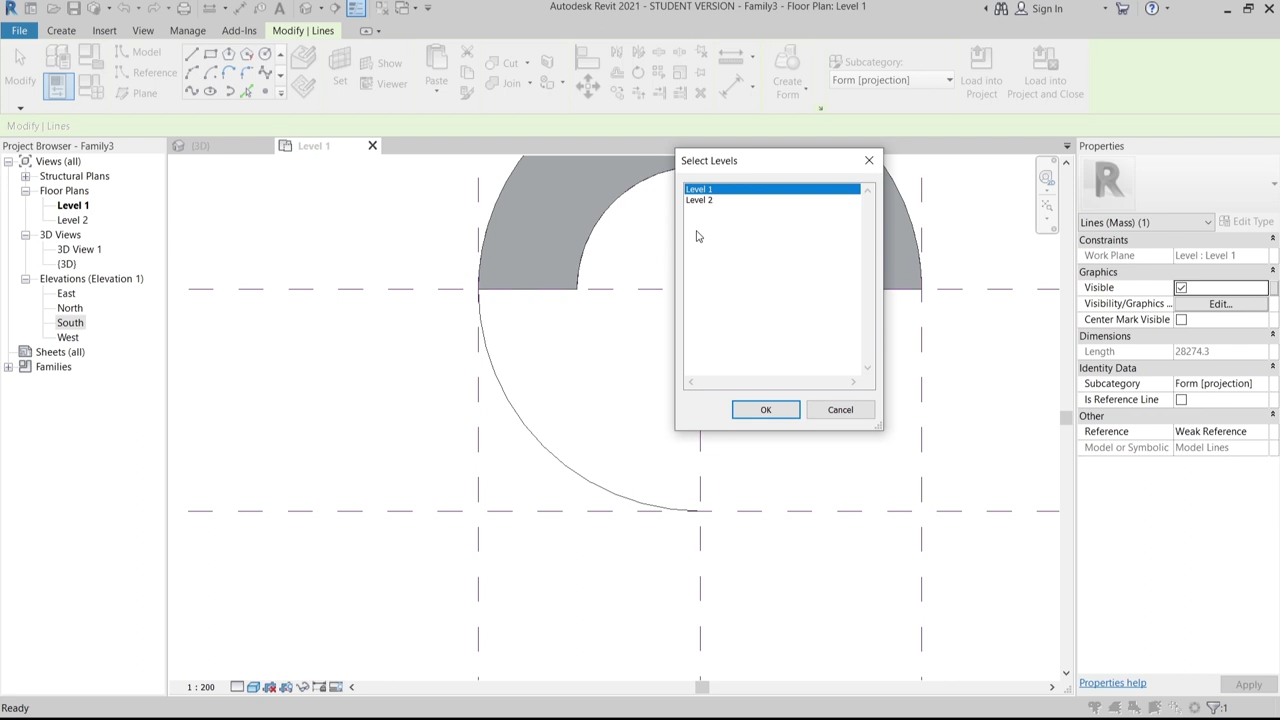 Autodesk Revit 2021 - STUDENT VERSION - Family3 - Floor Plan: Level 1
Sign In
File Create Insert View Manage Add-Ins Modify | Lines
Modify
Model
Reference
Plane
Set
Show
Viewer
Paste
Cut
Join
Create
Form
Subcategory:
Form [projection]
Load into
Project
Load into
Project and Close
Modify | Lines
Project Browser - Family3
Views (all)
Structural Plans
Floor Plans
Level 1
Level 2
3D Views
3D View 1
{3D}
Elevations (Elevation 1)
East
North
South
West
Sheets (all)
Families
{3D}
Level 1
Select Levels
Level 1
Level 2
OK
Cancel
1 : 200
Properties
Lines (Mass) (1)
Edit Type
Constraints
Work Plane Level : Level 1
Graphics
Visible
Visibility/Graphics ... Edit...
Center Mark Visible
Dimensions
Length 28274.3
Identity Data
Subcategory Form [projection]
Is Reference Line
Other
Reference Weak Reference
Model or Symbolic Model Lines
Properties help
Apply
Ready
:1